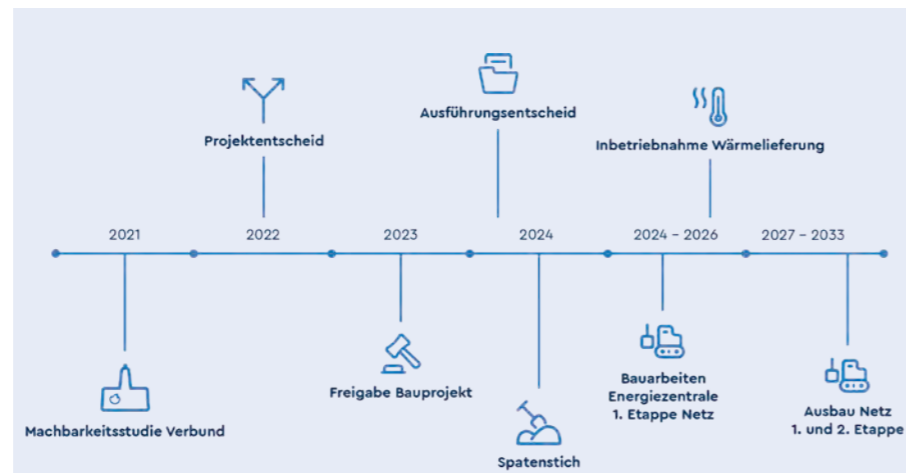 Ausführungsentscheid
Projektentscheid
Inbetriebnahme Wärmelieferung
2021
2022
2023
2024
2024 – 2026
2027 – 2033
Freigabe Bauprojekt
Bauarbeiten
Energiezentrale
1. Etappe Netz
Ausbau Netz
1. und 2. Etappe
Machbarkeitsstudie Verbund
Spatenstich